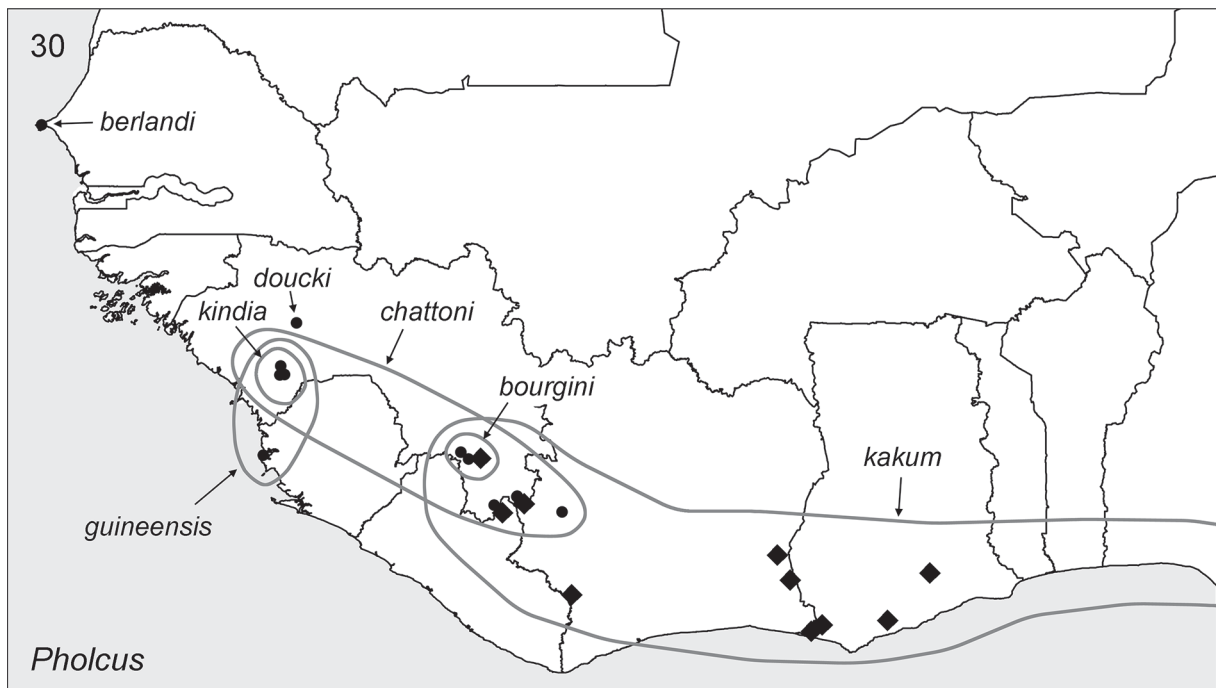 30
berlandi
doucki
kindia
chattoni
bourgini
kakum
guineensis
Pholcus